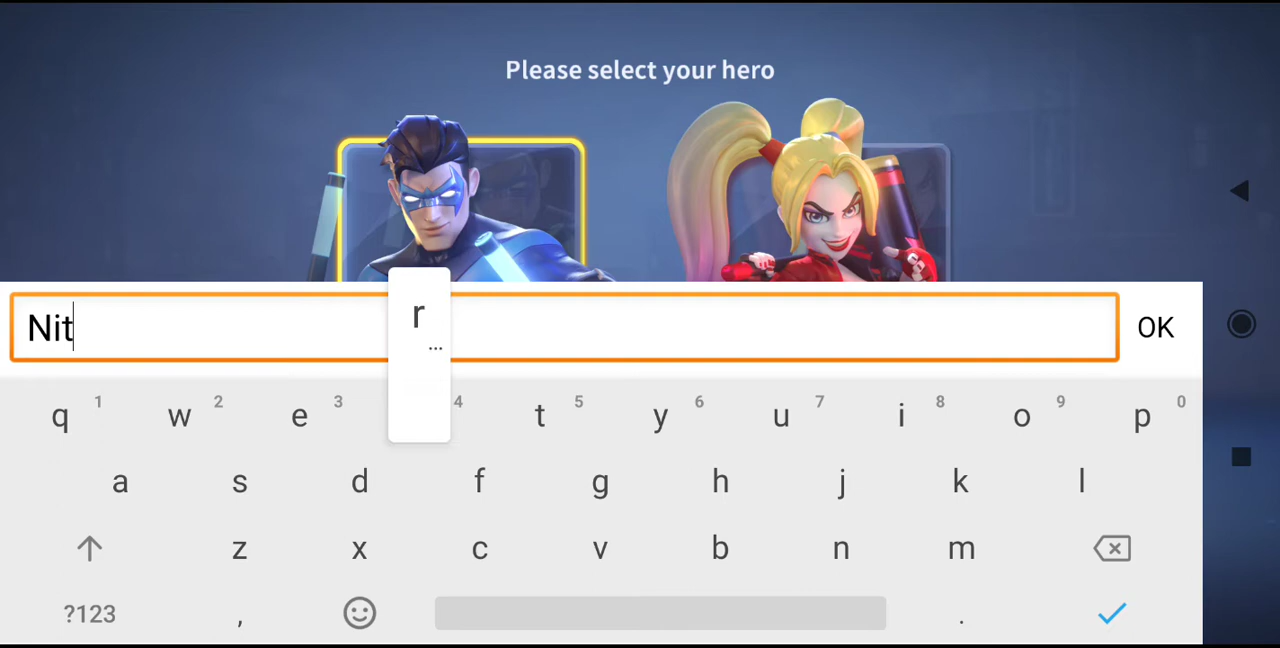 Please select your hero
Nit
OK
r
...
q 1 w 2 e 3 4 t 5 y 6 u 7 i 8 o 9 p 0
a s d f g h j k l
z x c v b n m
?123 , .